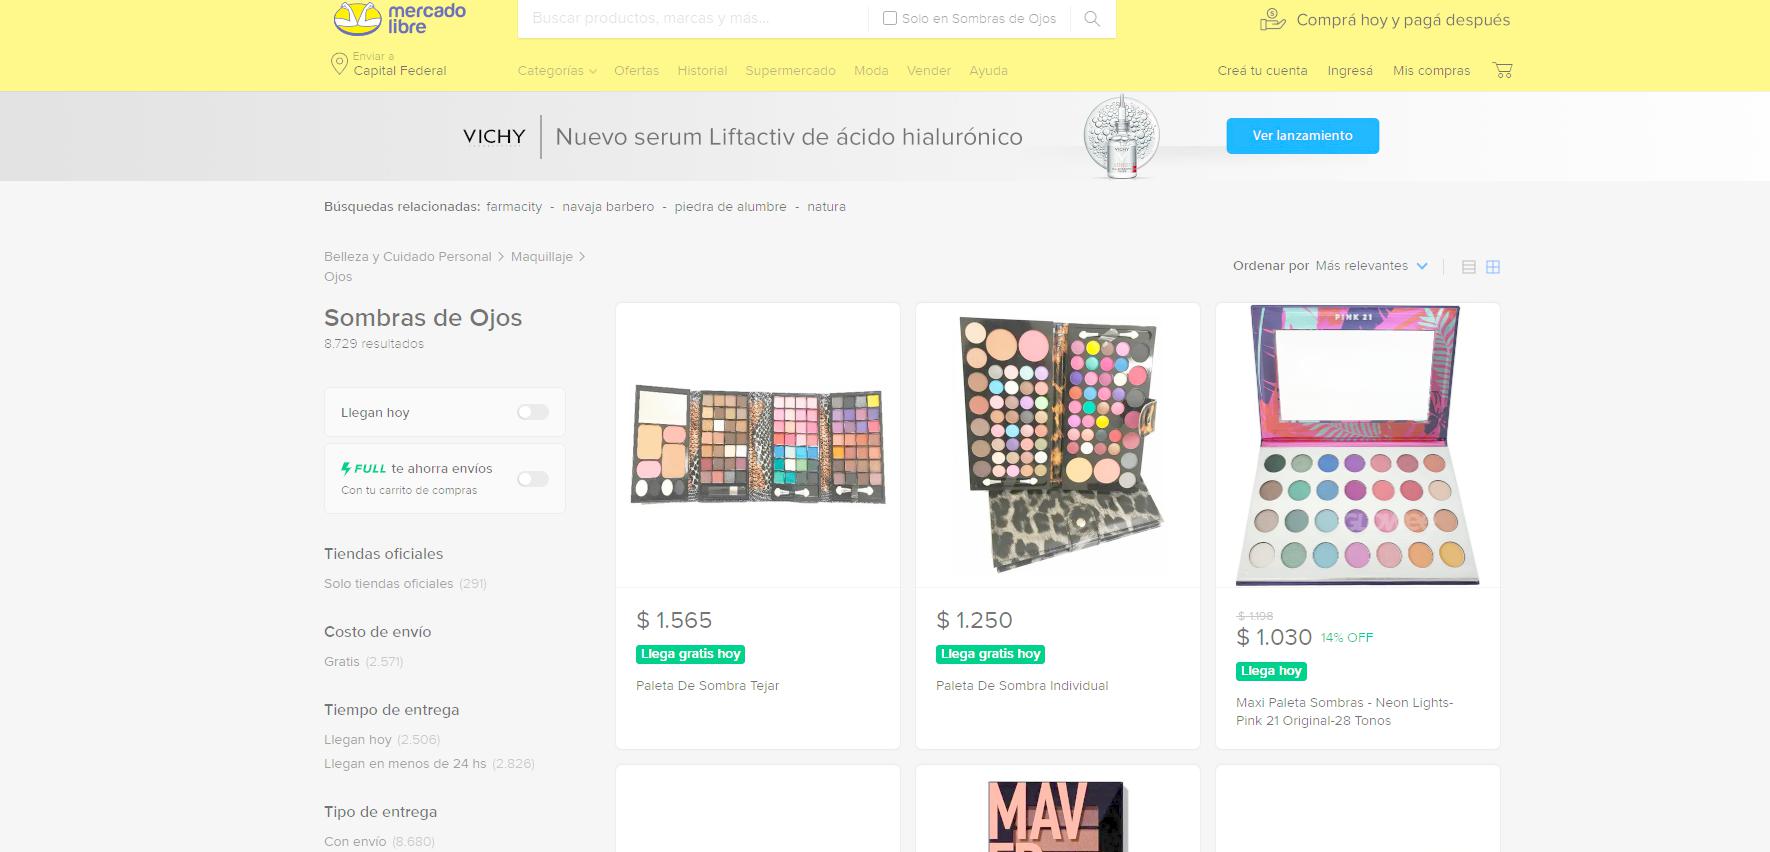 mercado
libre
Buscar productos, marcas y más...
Solo en Sombras de Ojos
Comprá hoy y pagá después
Enviar a
Capital Federal
Categorías Ofertas Historial Supermercado Moda Vender Ayuda
Creá tu cuenta Ingresá Mis compras
VICHY Nuevo serum Liftactiv de ácido hialurónico
VICHY
Ver lanzamiento
Búsquedas relacionadas: farmacity - navaja barbero - piedra de alumbre - natura
Belleza y Cuidado Personal > Maquillaje >
Ojos
Ordenar por Más relevantes
Sombras de Ojos
8.729 resultados
Llegan hoy
FULL te ahorra envíos
Con tu carrito de compras
Tiendas oficiales
Solo tiendas oficiales (291)
Costo de envío
Gratis (2.571)
Tiempo de entrega
Llegan hoy (2.506)
Llegan en menos de 24 hs (2.826)
Tipo de entrega
Con envío (8.680)
$ 1.565
Llega gratis hoy
Paleta De Sombra Tejar
$ 1.250
Llega gratis hoy
Paleta De Sombra Individual
PINK 21
$ 1.198
$ 1.030 14% OFF
Llega hoy
Maxi Paleta Sombras - Neon Lights-
Pink 21 Original-28 Tonos
MAV